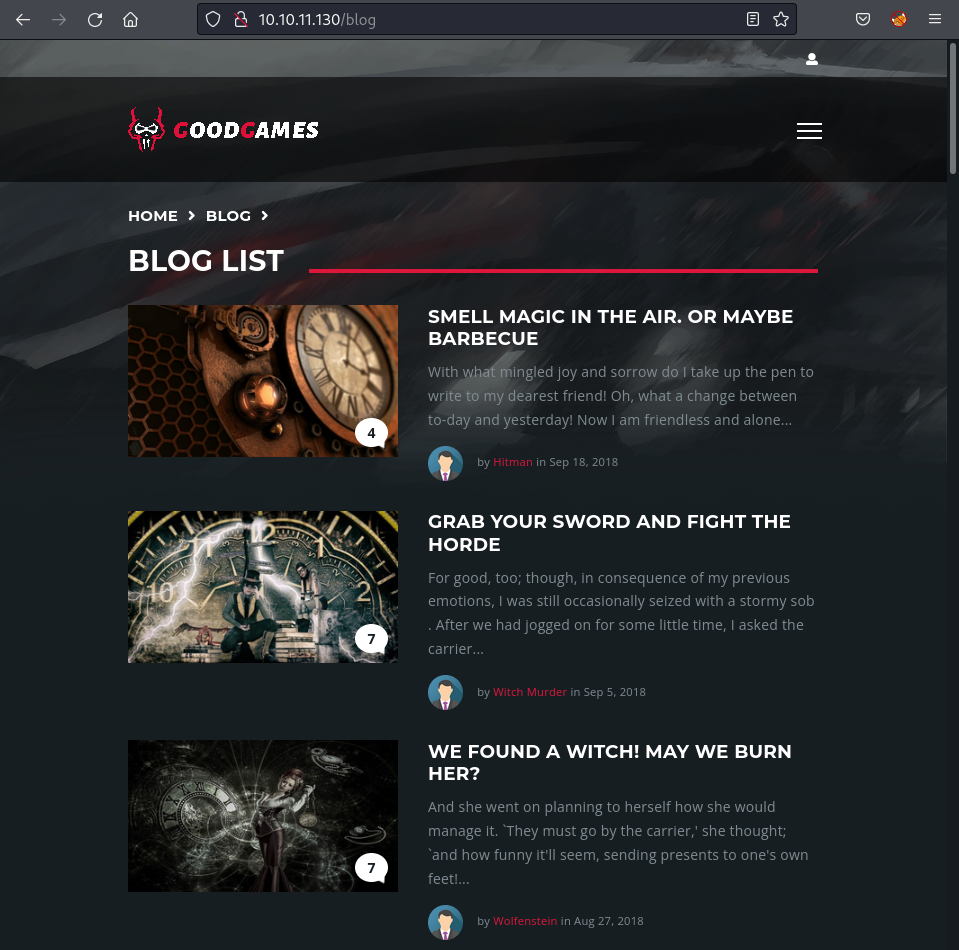 10.10.11.130/blog
GOODGAMES
HOME > BLOG >
BLOG LIST
SMELL MAGIC IN THE AIR. OR MAYBE
BARBECUE
With what mingled joy and sorrow do I take up the pen to
write to my dearest friend! Oh, what a change between
to-day and yesterday! Now I am friendless and alone...
4
by Hitman in Sep 18, 2018
GRAB YOUR SWORD AND FIGHT THE
HORDE
For good, too; though, in consequence of my previous
emotions, I was still occasionally seized with a stormy sob
. After we had jogged on for some little time, I asked the
carrier...
7
by Witch Murder in Sep 5, 2018
WE FOUND A WITCH! MAY WE BURN
HER?
And she went on planning to herself how she would
manage it. `They must go by the carrier,' she thought;
`and how funny it'll seem, sending presents to one's own
feet!...
7
by Wolfenstein in Aug 27, 2018